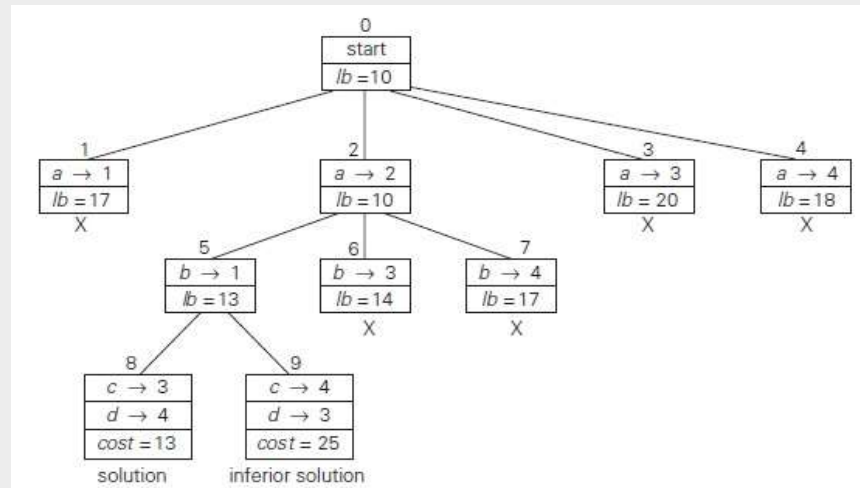 0
start
lb = 10
1
a → 1
lb = 17
X
2
a → 2
lb = 10
3
a → 3
lb = 20
X
4
a → 4
lb = 18
X
5
b → 1
lb = 13
6
b → 3
lb = 14
X
7
b → 4
lb = 17
X
8
c → 3
d → 4
cost = 13
solution
9
c → 4
d → 3
cost = 25
inferior solution